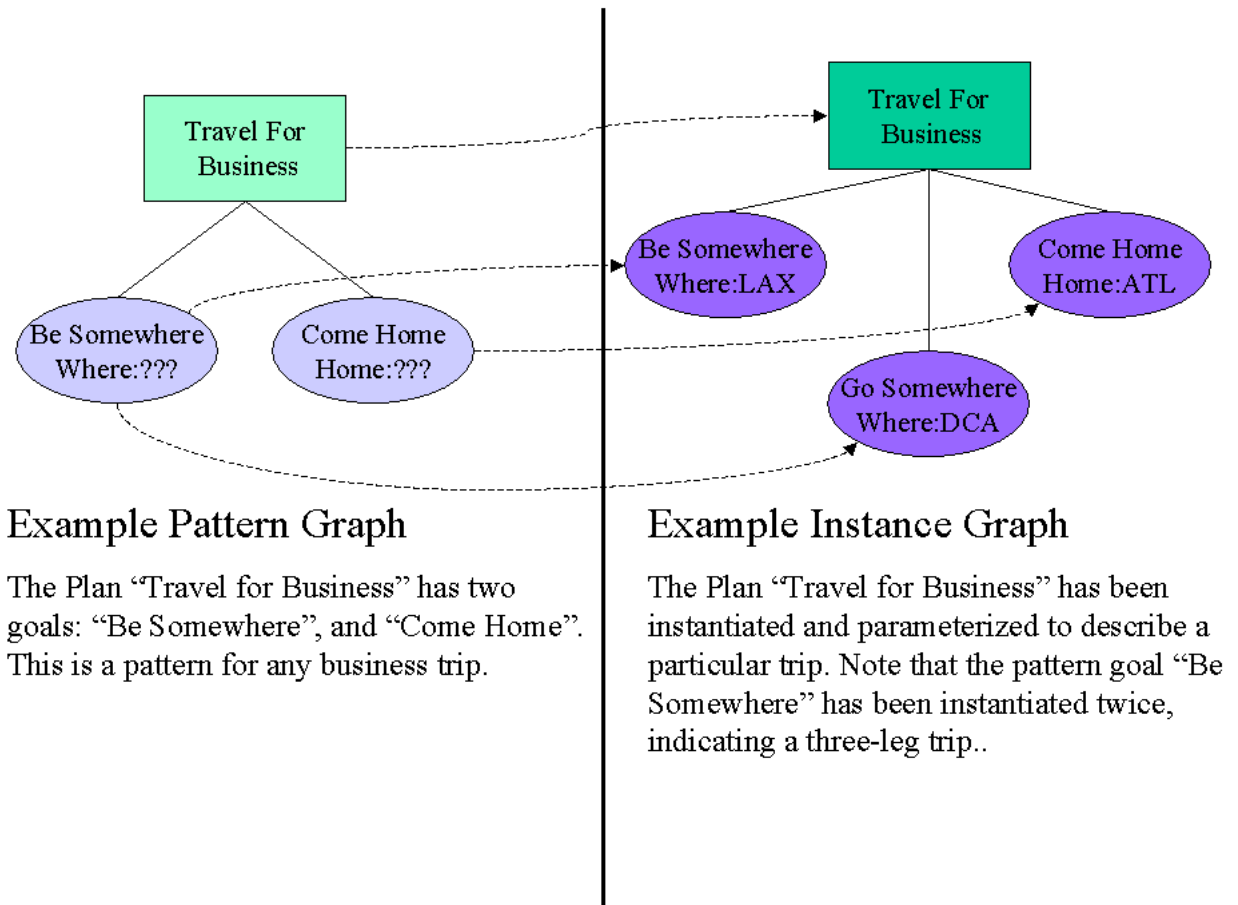 Travel For
Business
Be Somewhere
Where:???
Come Home
Home:???
Example Pattern Graph
The Plan “Travel for Business” has two
goals: “Be Somewhere”, and “Come Home”.
This is a pattern for any business trip.
Travel For
Business
Be Somewhere
Where:LAX
Come Home
Home:ATL
Go Somewhere
Where:DCA
Example Instance Graph
The Plan “Travel for Business” has been
instantiated and parameterized to describe a
particular trip. Note that the pattern goal “Be
Somewhere” has been instantiated twice,
indicating a three-leg trip..